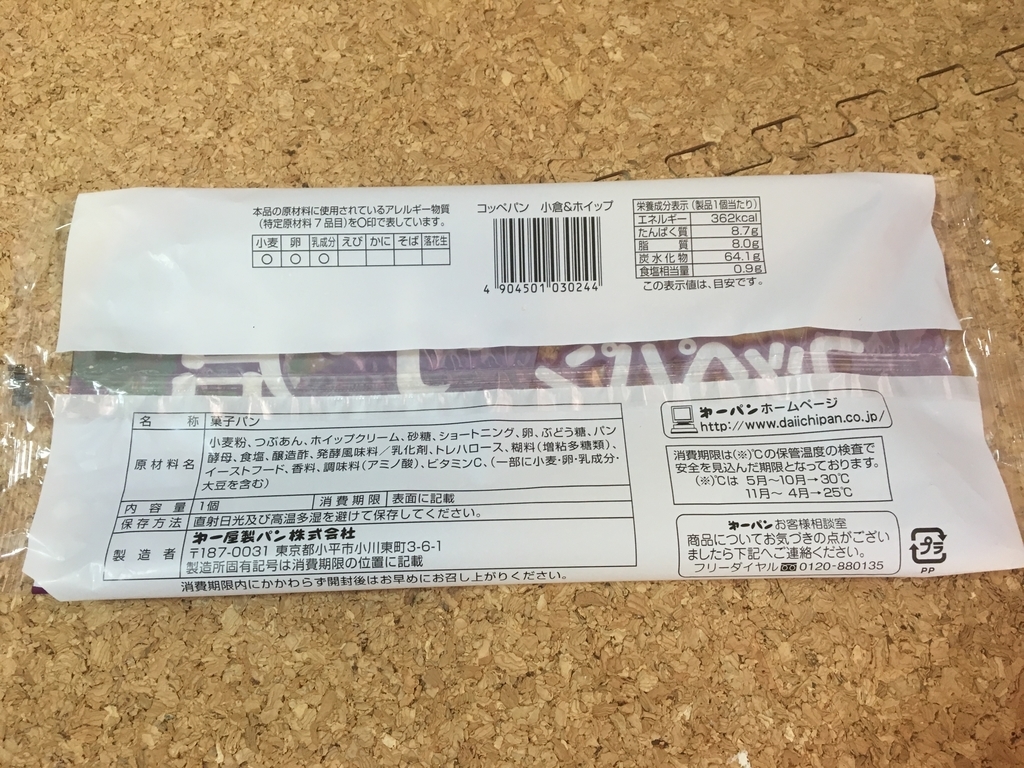 本品の原材料に使用されているアレルギー物質
(特定原材料7品目)を〇印で表しています。
小麦 卵 乳成分 えび かに そば 落花生
〇 〇 〇
コッペパン 小倉&ホイップ
4 904501 030244
栄養成分表示(製品1個当たり)
エネルギー 362kcal
たんぱく質 8.7g
脂質 8.0g
炭水化物 64.1g
食塩相当量 0.9g
この表示値は、目安です。
名称 菓子パン
原材料名 小麦粉、つぶあん、ホイップクリーム、砂糖、ショートニング、卵、ぶどう糖、パン
酵母、食塩、醸造酢、発酵風味料/乳化剤、トレハロース、糊料(増粘多糖類)、
イーストフード、香料、調味料(アミノ酸)、ビタミンC、(一部に小麦・卵・乳成分・
大豆を含む)
内容量 1個 消費期限 表面に記載
保存方法 直射日光及び高温多湿を避けて保存してください。
製造者 第一屋製パン株式会社
〒187-0031 東京都小平市小川東町3-6-1
製造所固有記号は消費期限の位置に記載
消費期限内にかかわらず開封後はお早めにお召し上がりください。
第一パンホームページ
http://www.daiichipan.co.jp/
消費期限は(※)℃の保管温度の検査で
安全を見込んだ期限となっております。
(※)℃は 5月〜10月→30℃
11月〜 4月→25℃
第一パンお客様相談室
商品についてお気づきの点がござい
ましたら下記へご連絡ください。
フリーダイヤル 0120-880135
プラ
PP